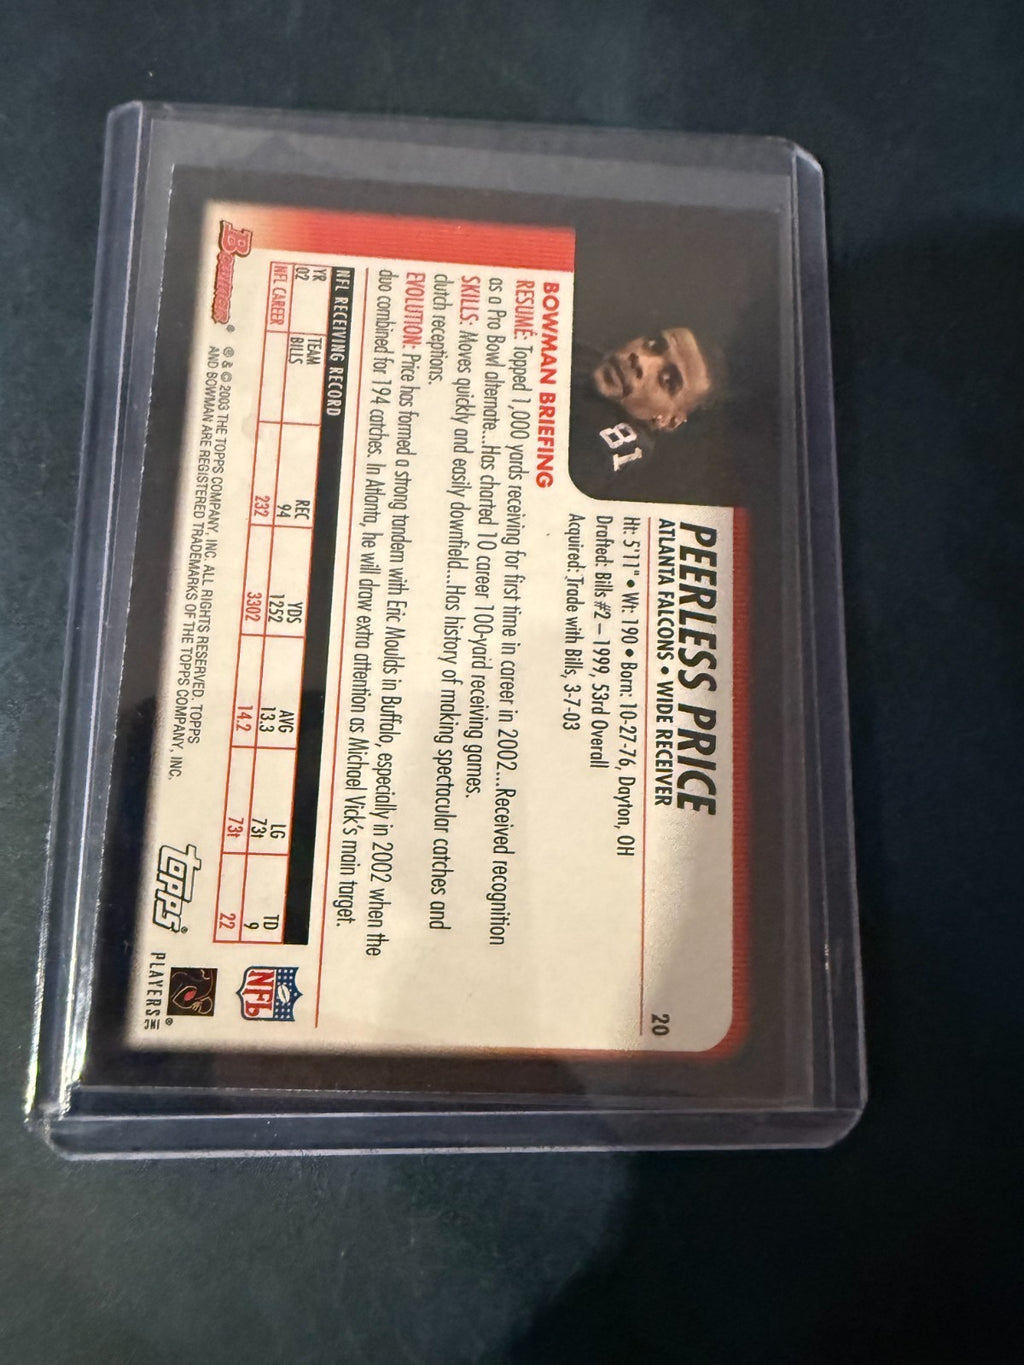 81
PEERLESS PRICE
20
ATLANTA FALCONS • WIDE RECEIVER
Ht: 5'11" • Wt: 190 • Born: 10-27-76, Dayton, OH
Drafted: Bills #2 – 1999, 53rd Overall
Acquired: Trade with Bills, 3-7-03
BOWMAN BRIEFING
RESUMÉ: Topped 1,000 yards receiving for first time in career in 2002...Received recognition
as a Pro Bowl alternate...Has charted 10 career 100-yard receiving games.
SKILLS: Moves quickly and easily downfield...Has history of making spectacular catches and
clutch receptions.
EVOLUTION: Price has formed a strong tandem with Eric Moulds in Buffalo, especially in 2002 when the
duo combined for 194 catches. In Atlanta, he will draw extra attention as Michael Vick's main target.
NFL RECEIVING RECORD
YR TEAM REC YDS AVG LG TD
02 BILLS 94 1252 13.3 73t 9
NFL CAREER 232 3302 14.2 73t 22
Bowman®
® & © 2003 THE TOPPS COMPANY, INC. ALL RIGHTS RESERVED. TOPPS
AND BOWMAN ARE REGISTERED TRADEMARKS OF THE TOPPS COMPANY, INC.
topps®
NFL
PLAYERS INC